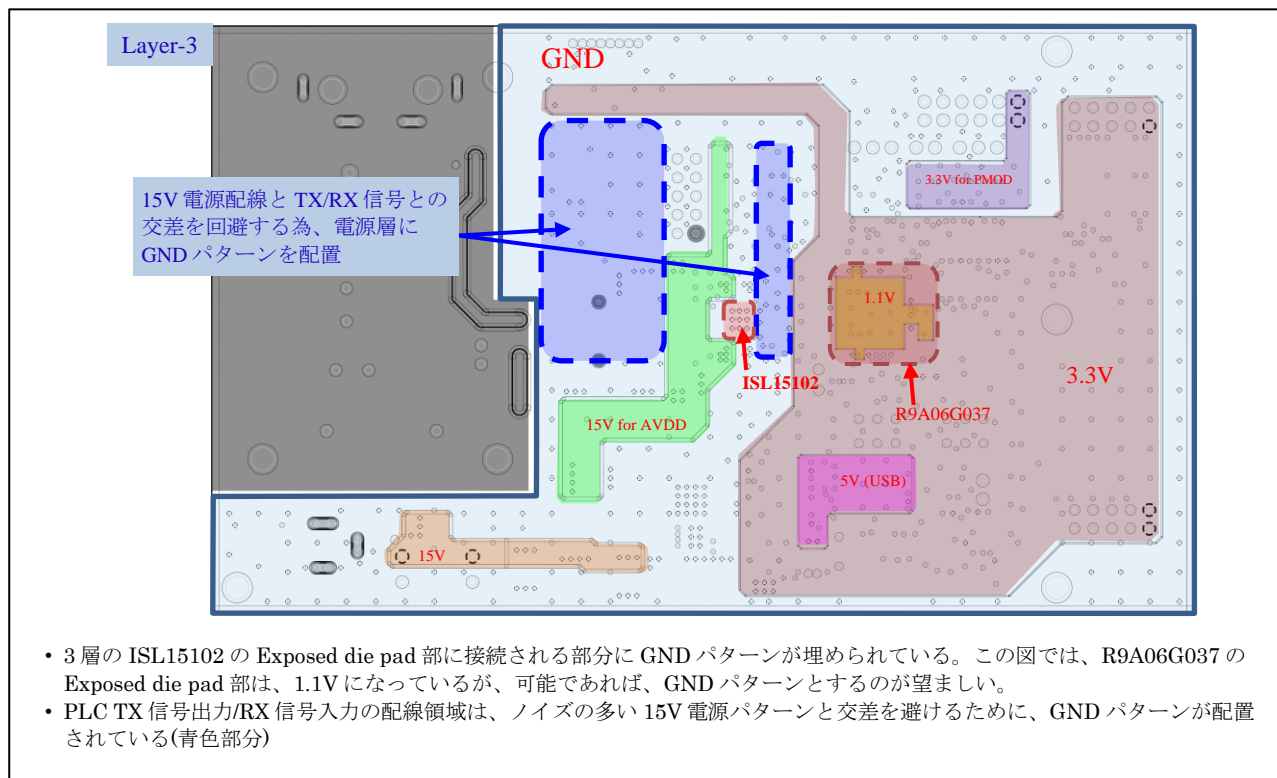 Layer-3
GND
3.3V for PMOD
15V 電源配線と TX/RX 信号との
交差を回避する為、電源層に
GND パターンを配置
1.1V
ISL15102
3.3V
R9A06G037
15V for AVDD
5V (USB)
15V
• 3 層の ISL15102 の Exposed die pad 部に接続される部分に GND パターンが埋められている。この図では、R9A06G037 の
Exposed die pad 部は、1.1V になっているが、可能であれば、GND パターンとするのが望ましい。
• PLC TX 信号出力/RX 信号入力の配線領域は、ノイズの多い 15V 電源パターンと交差を避けるために、GND パターンが配置
されている(青色部分)